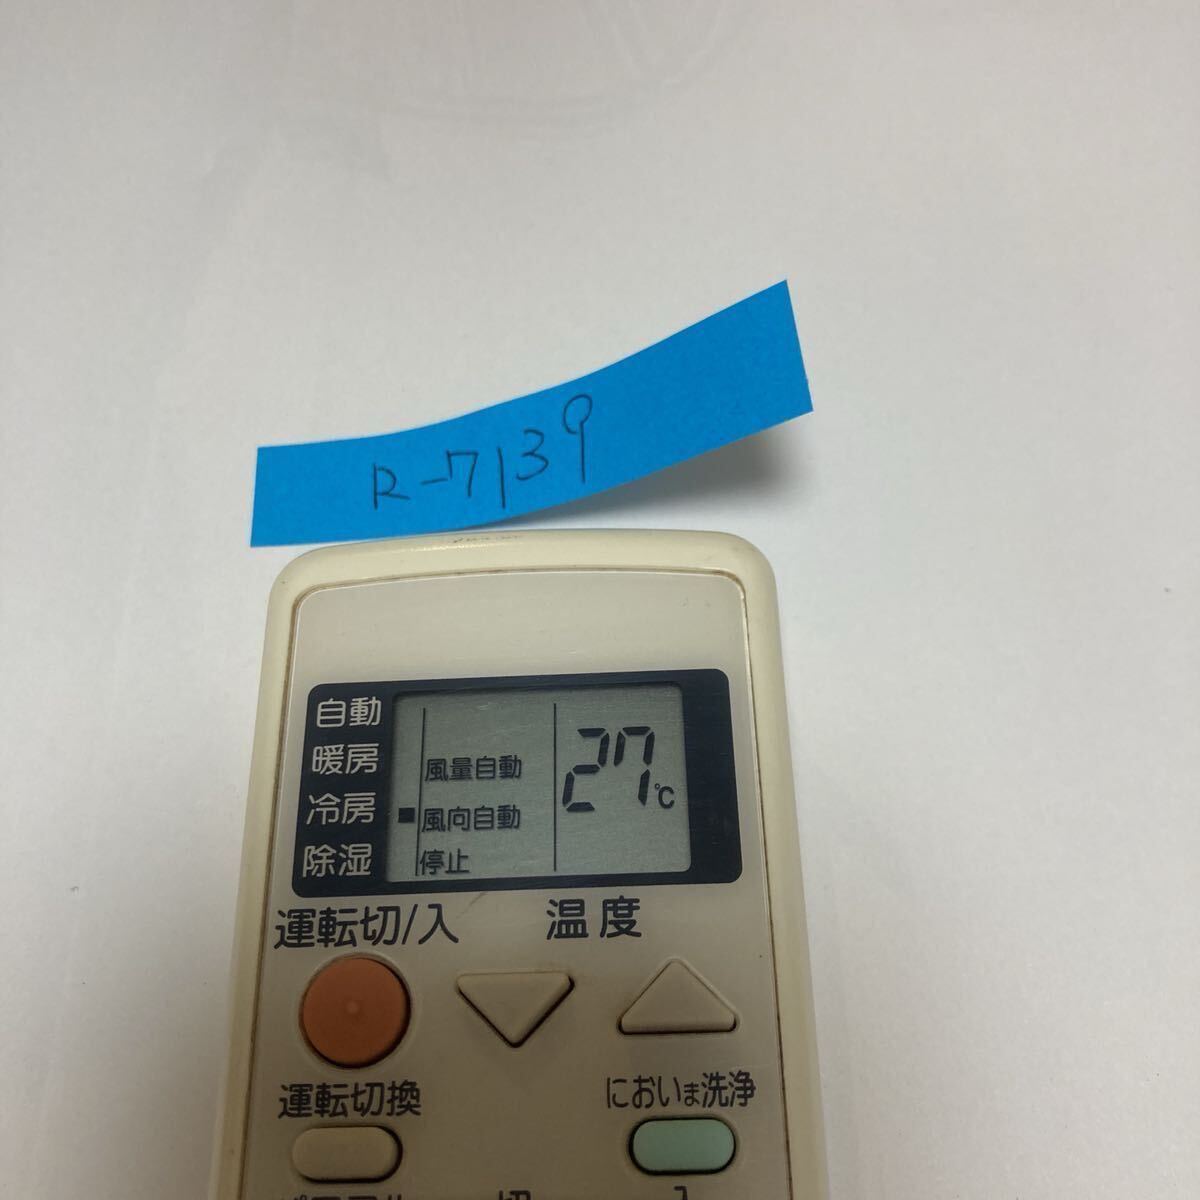 R-7139
自動
暖房
冷房
除湿
風量自動
風向自動
停止
27℃
運転切/入
温度
運転切換
においま洗浄